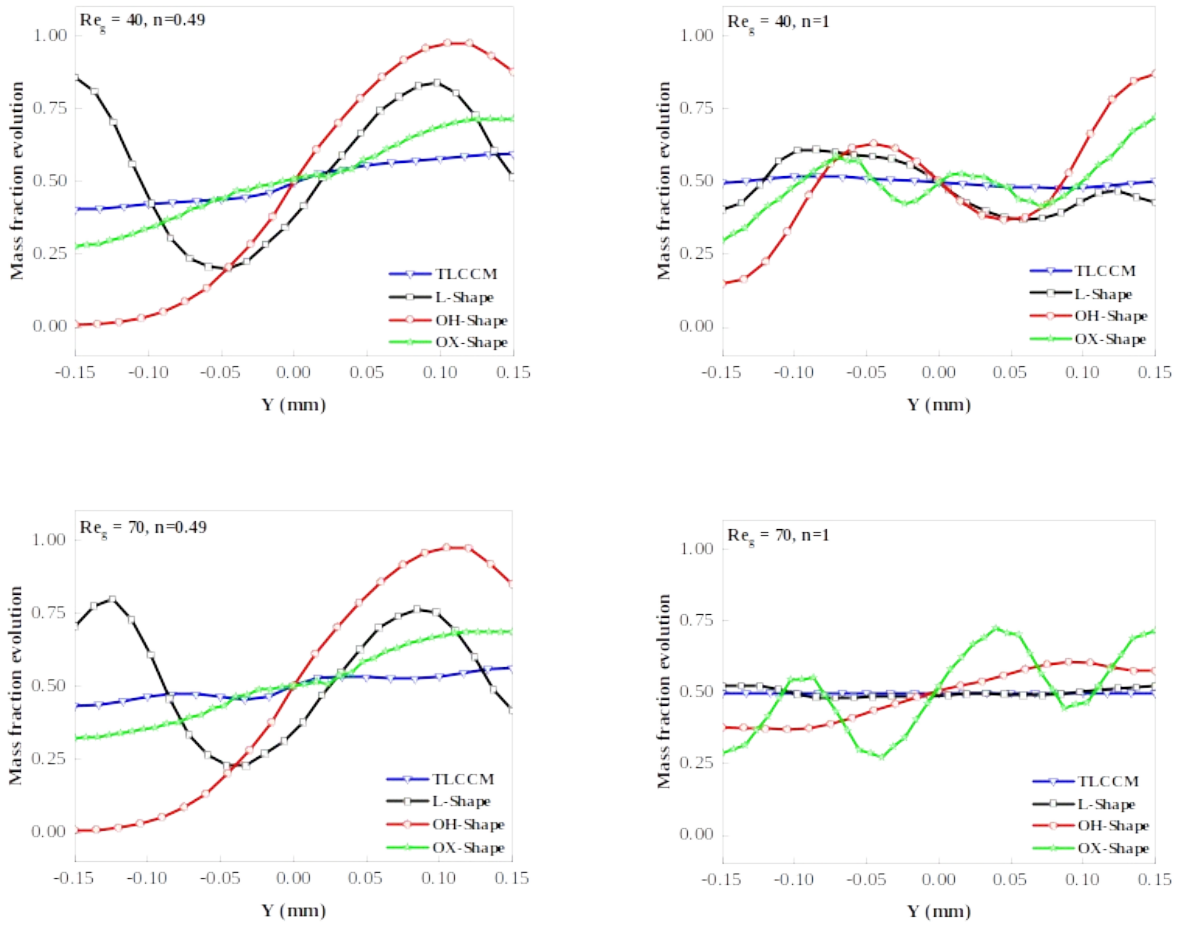 Re_g = 40, n=0.49
Mass fraction evolution
1.00
0.75
0.50
0.25
0.00
TLCCM
L-Shape
OH-Shape
OX-Shape
-0.15 -0.10 -0.05 0.00 0.05 0.10 0.15
Y (mm)
Re_g = 40, n=1
Mass fraction evolution
1.00
0.75
0.50
0.25
0.00
TLCCM
L-Shape
OH-Shape
OX-Shape
-0.15 -0.10 -0.05 0.00 0.05 0.10 0.15
Y (mm)
Re_g = 70, n=0.49
Mass fraction evolution
1.00
0.75
0.50
0.25
0.00
TLCCM
L-Shape
OH-Shape
OX-Shape
-0.15 -0.10 -0.05 0.00 0.05 0.10 0.15
Y (mm)
Re_g = 70, n=1
Mass fraction evolution
1.00
0.75
0.50
0.25
0.00
TLCCM
L-Shape
OH-Shape
OX-Shape
-0.15 -0.10 -0.05 0.00 0.05 0.10 0.15
Y (mm)